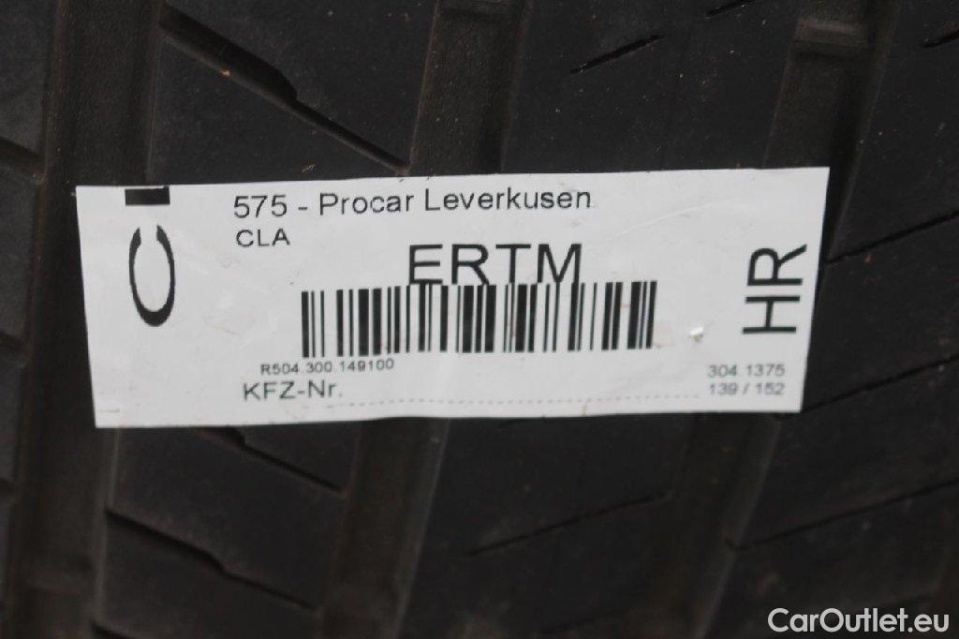 575 - Procar Leverkusen
CLA
ERTM
HR
R504.300.149100
KFZ-Nr.
304.1375
139 / 152
CarOutlet.eu